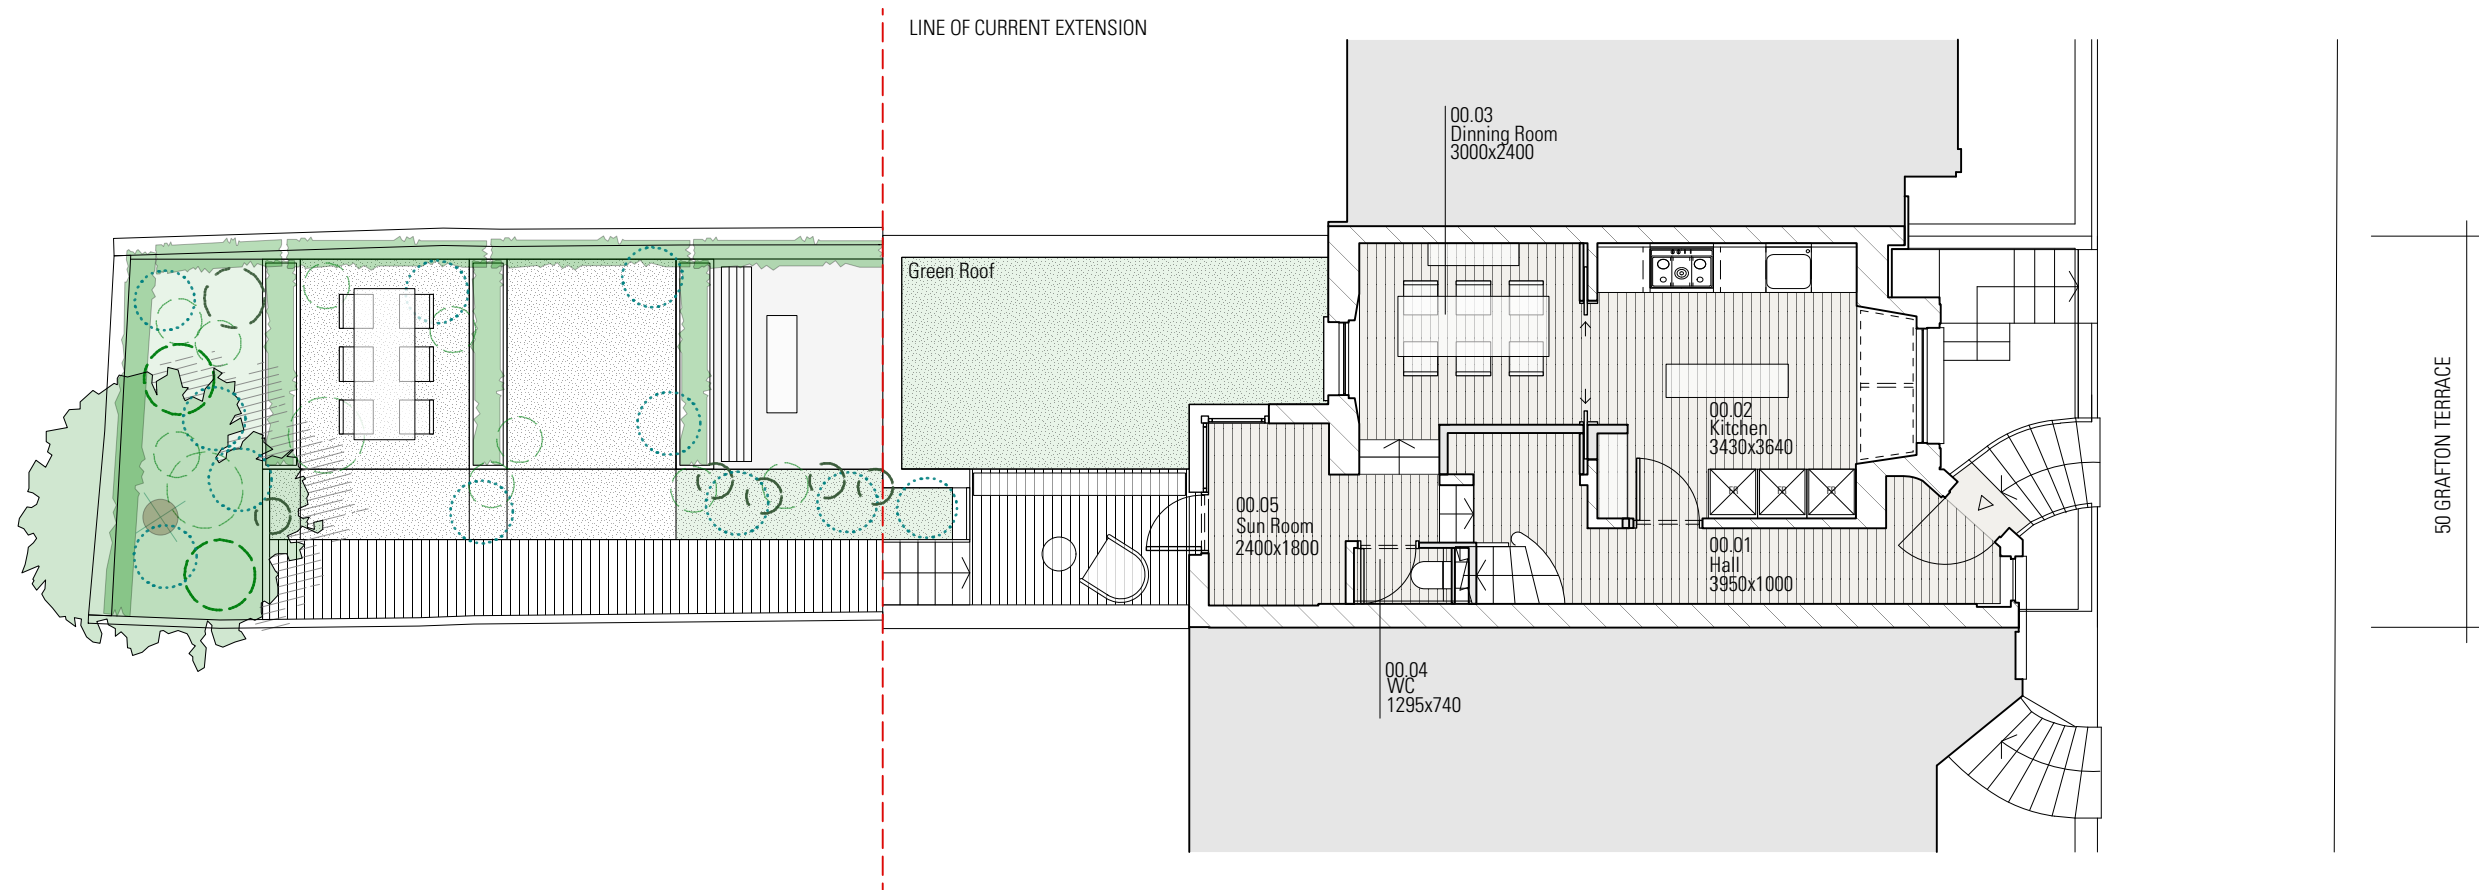 LINE OF CURRENT EXTENSION
00.03
Dinning Room
3000x2400
Green Roof
00.02
Kitchen
3430x3640
00.05
Sun Room
2400x1800
00.01
Hall
3950x1000
00.04
WC
1295x740
50 GRAFTON TERRACE